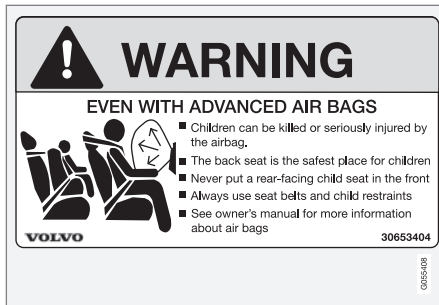 WARNING
EVEN WITH ADVANCED AIR BAGS
■ Children can be killed or seriously injured by
the airbag.
■ The back seat is the safest place for children
■ Never put a rear-facing child seat in the front
■ Always use seat belts and child restraints
■ See owner's manual for more information
about air bags
VOLVO
30653404
G055408